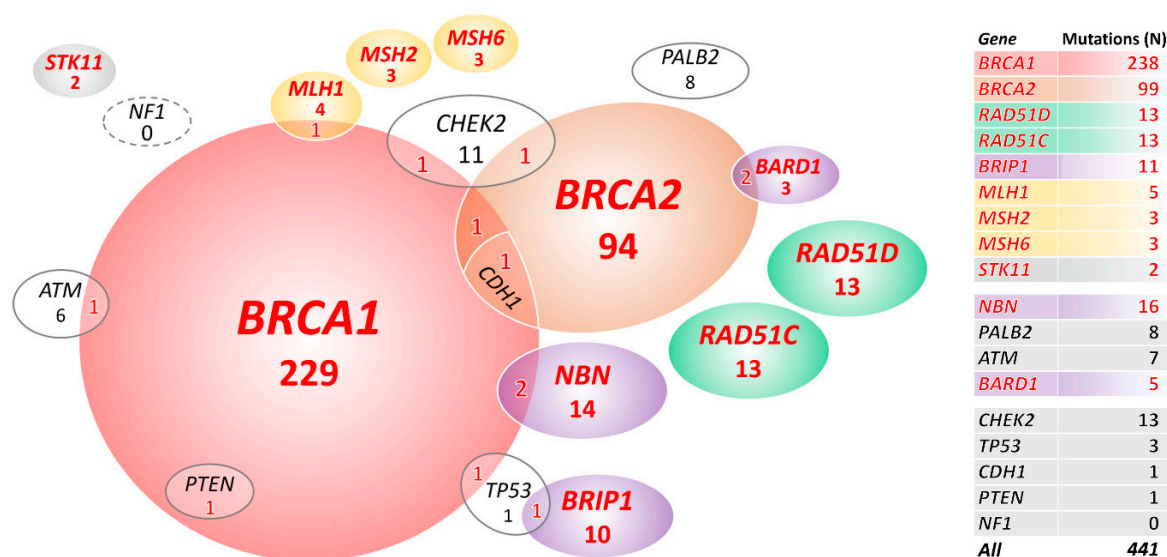 STK11
2
NF1
0
MLH1
4
1
MSH2
3
MSH6
3
PALB2
8
CHEK2
11
1
1
BRCA2
94
2
BARD1
3
1
1
CDH1
RAD51D
13
RAD51C
13
ATM
6
1
BRCA1
229
2
NBN
14
PTEN
1
1
TP53
1
1
BRIP1
10
Gene Mutations (N)
BRCA1 238
BRCA2 99
RAD51D 13
RAD51C 13
BRIP1 11
MLH1 5
MSH2 3
MSH6 3
STK11 2
NBN 16
PALB2 8
ATM 7
BARD1 5
CHEK2 13
TP53 3
CDH1 1
PTEN 1
NF1 0
All 441